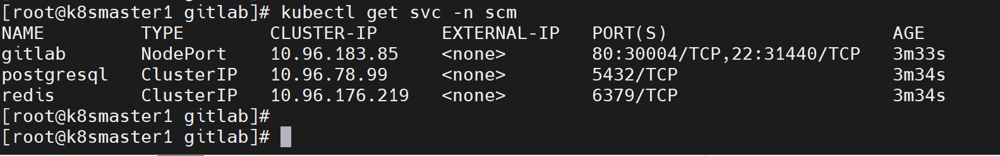 [root@k8smaster1 gitlab]# kubectl get svc -n scm
NAME         TYPE        CLUSTER-IP      EXTERNAL-IP   PORT(S)                     AGE
gitlab       NodePort    10.96.183.85    <none>        80:30004/TCP,22:31440/TCP   3m33s
postgresql   ClusterIP   10.96.78.99     <none>        5432/TCP                    3m34s
redis        ClusterIP   10.96.176.219   <none>        6379/TCP                    3m34s
[root@k8smaster1 gitlab]#
[root@k8smaster1 gitlab]#